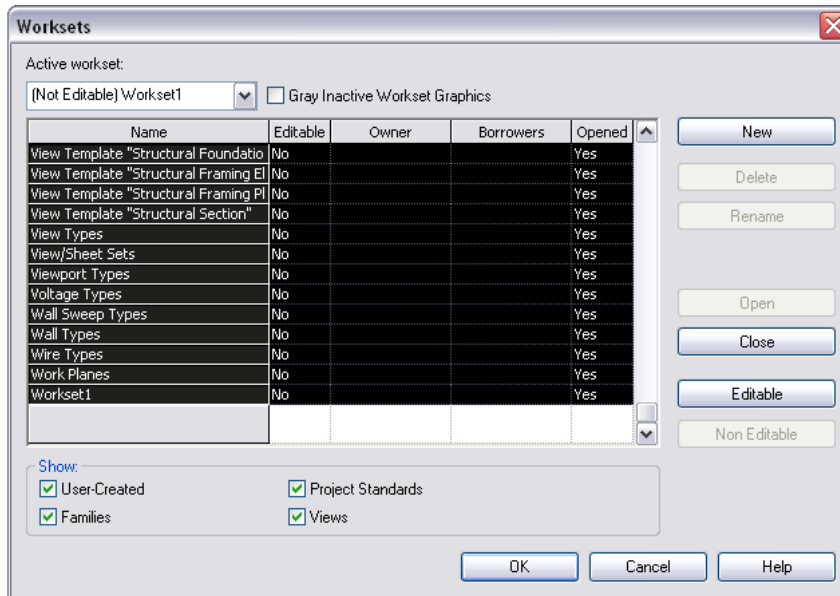 Worksets
Active workset:
(Not Editable) Workset1
Gray Inactive Workset Graphics
Name Editable Owner Borrowers Opened
View Template "Structural Foundatio No Yes
View Template "Structural Framing El No Yes
View Template "Structural Framing Pl No Yes
View Template "Structural Section" No Yes
View Types No Yes
View/Sheet Sets No Yes
Viewport Types No Yes
Voltage Types No Yes
Wall Sweep Types No Yes
Wall Types No Yes
Wire Types No Yes
Work Planes No Yes
Workset1 No Yes
New
Delete
Rename
Open
Close
Editable
Non Editable
Show:
User-Created Project Standards
Families Views
OK Cancel Help